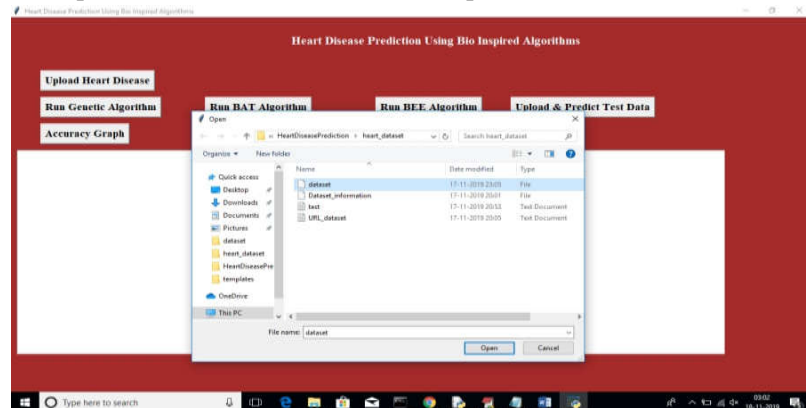 Heart Disease Prediction Using Bio Inspired Algorithms
Heart Disease Prediction Using Bio Inspired Algorithms
Upload Heart Disease
Run Genetic Algorithm Run BAT Algorithm Run BEE Algorithm Upload & Predict Test Data
Accuracy Graph
Open
« HeartDiseasePrediction › heart_dataset Search heart_dataset
Organize New folder
Name Date modified Type
Quick access
Desktop
Downloads
Documents
Pictures
dataset
heart_dataset
HeartDiseasePre
templates
OneDrive
This PC
dataset 17-11-2019 23:05 File
Dataset_information 17-11-2019 20:01 File
test 17-11-2019 20:52 Text Document
URL_dataset 17-11-2019 20:05 Text Document
File name: dataset
Open Cancel
Type here to search
03:02